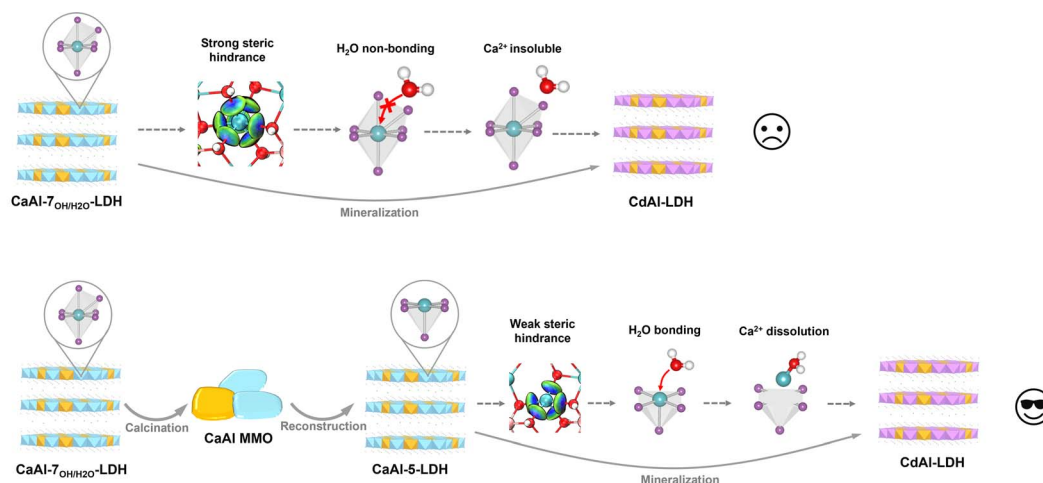 Strong steric
hindrance
H₂O non-bonding
Ca²⁺ insoluble
CaAl-7OH/H2O-LDH
Mineralization
CdAl-LDH
Weak steric
hindrance
H₂O bonding
Ca²⁺ dissolution
Calcination
CaAl MMO
Reconstruction
CaAl-7OH/H2O-LDH
CaAl-5-LDH
Mineralization
CdAl-LDH